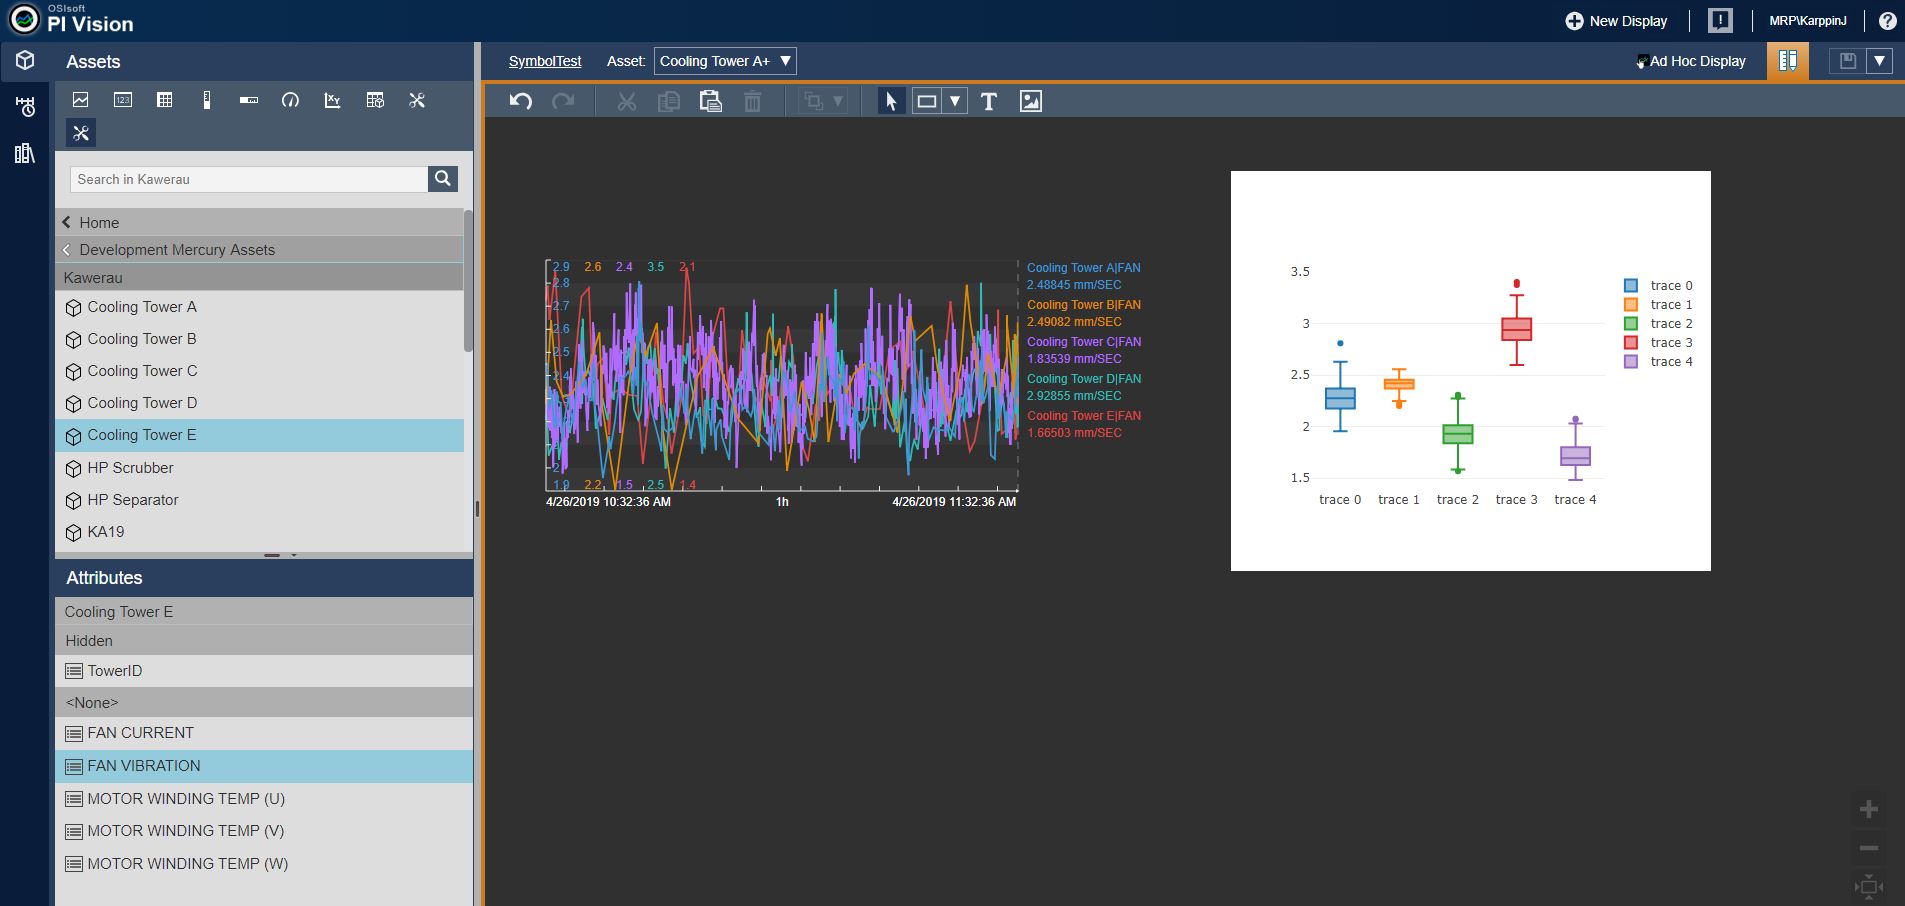 OSIsoft
PI Vision
New Display
MRP\KarppinJ
Assets
SymbolTest
Asset:
Cooling Tower A+
Ad Hoc Display
123
XY
T
Search in Kawerau
Home
Development Mercury Assets
Kawerau
Cooling Tower A
Cooling Tower B
Cooling Tower C
Cooling Tower D
Cooling Tower E
HP Scrubber
HP Separator
KA19
Attributes
Cooling Tower E
Hidden
TowerID
<None>
FAN CURRENT
FAN VIBRATION
MOTOR WINDING TEMP (U)
MOTOR WINDING TEMP (V)
MOTOR WINDING TEMP (W)
2.9 2.6 2.4 3.5 2.1
2.8
2.7
2.6
2.5
2.4
1.9 2.2 1.5 2.5 1.4
4/26/2019 10:32:36 AM 1h 4/26/2019 11:32:36 AM
Cooling Tower A|FAN
2.48845 mm/SEC
Cooling Tower B|FAN
2.49082 mm/SEC
Cooling Tower C|FAN
1.83539 mm/SEC
Cooling Tower D|FAN
2.92855 mm/SEC
Cooling Tower E|FAN
1.66503 mm/SEC
3.5
3
2.5
2
1.5
trace 0 trace 1 trace 2 trace 3 trace 4
trace 0
trace 1
trace 2
trace 3
trace 4